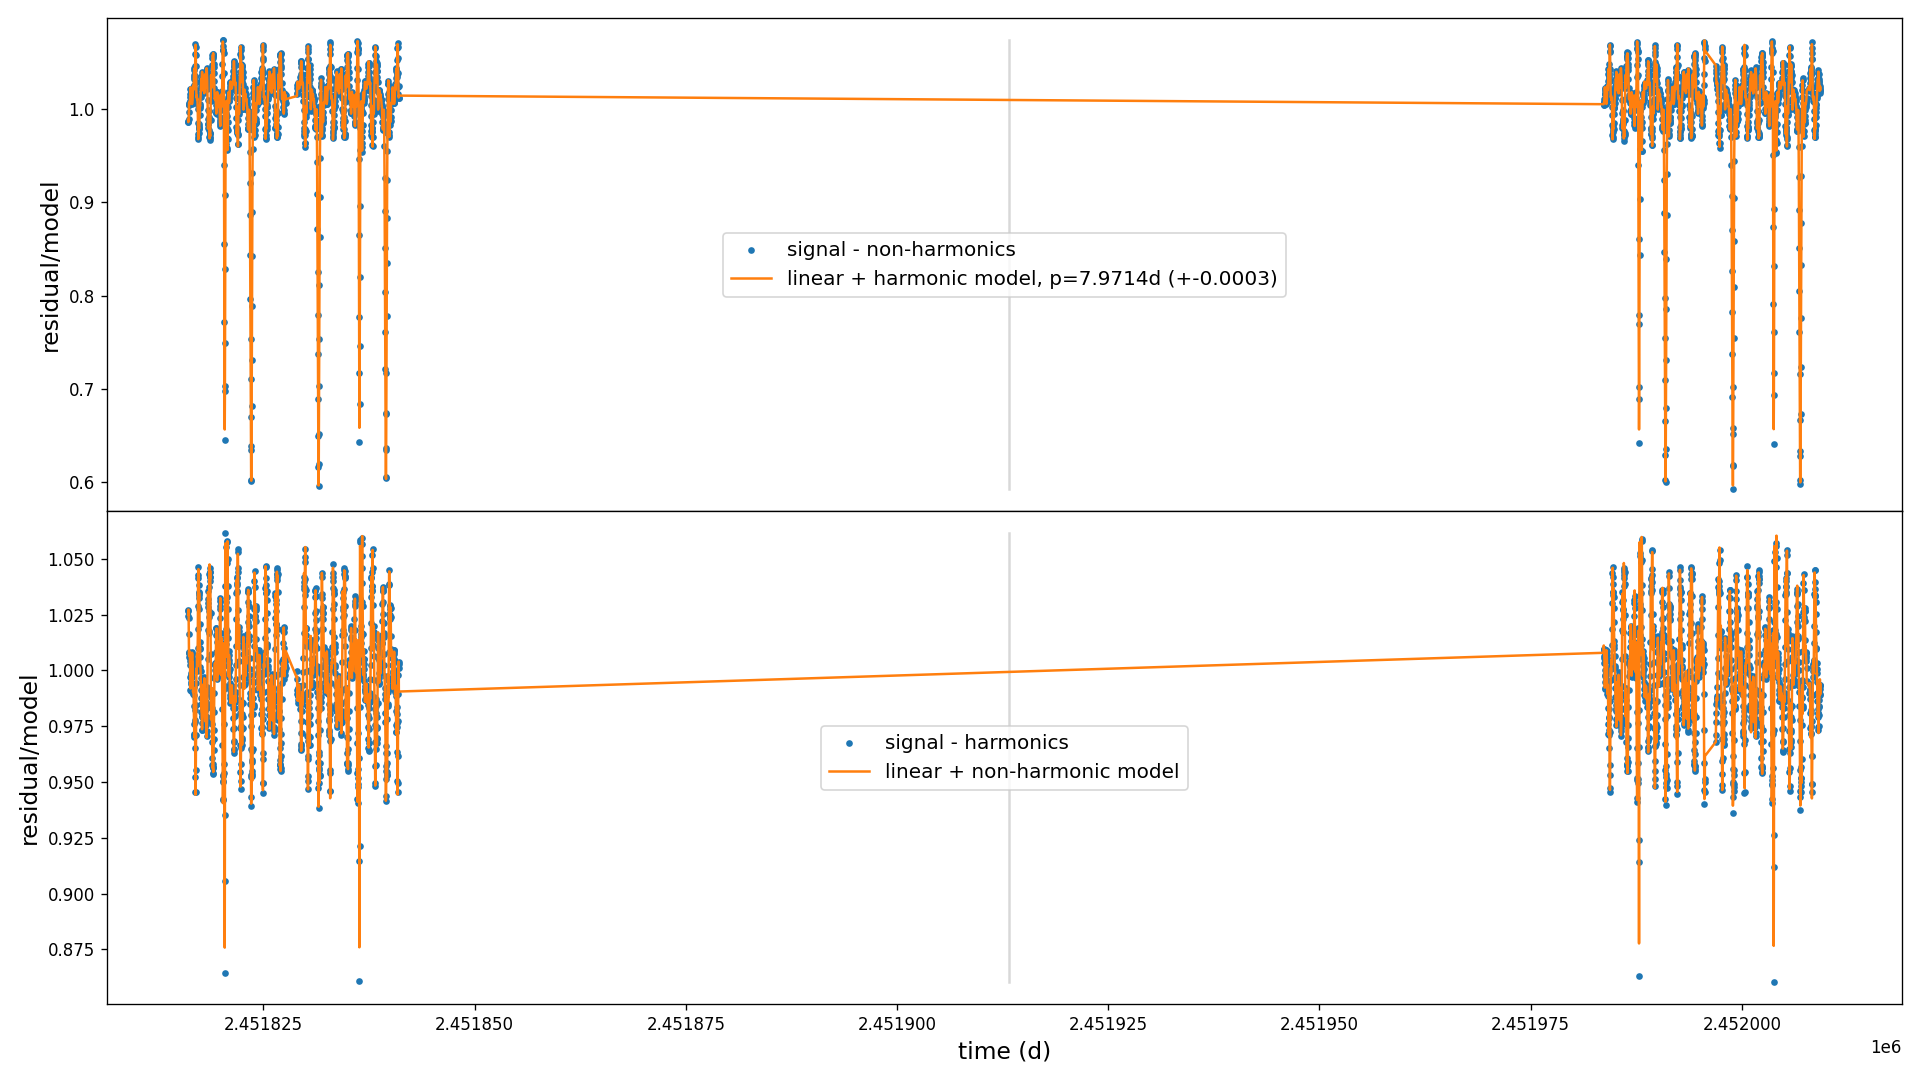 1.0
0.9
0.8
0.7
0.6
residual/model
signal - non-harmonics
linear + harmonic model, p=7.9714d (+-0.0003)
1.050
1.025
1.000
0.975
0.950
0.925
0.900
0.875
residual/model
signal - harmonics
linear + non-harmonic model
2.451825
2.451850
2.451875
2.451900
2.451925
2.451950
2.451975
2.452000
time (d)
1e6